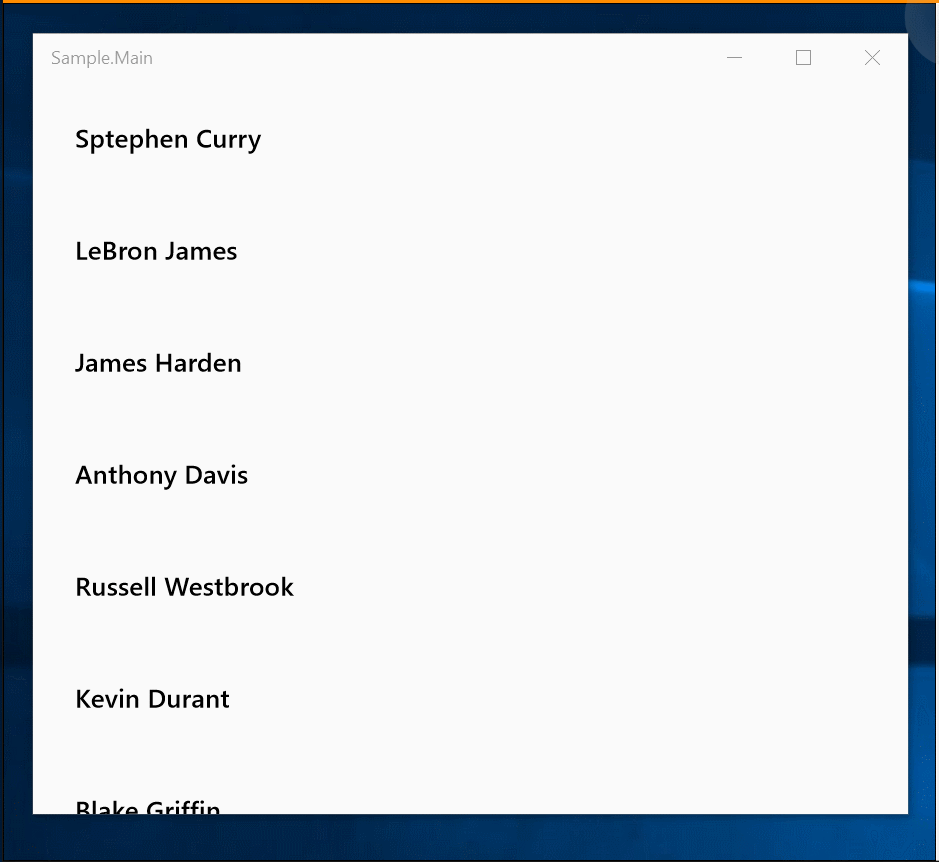 Sample.Main
Sptephen Curry
LeBron James
James Harden
Anthony Davis
Russell Westbrook
Kevin Durant
Blake Griffin